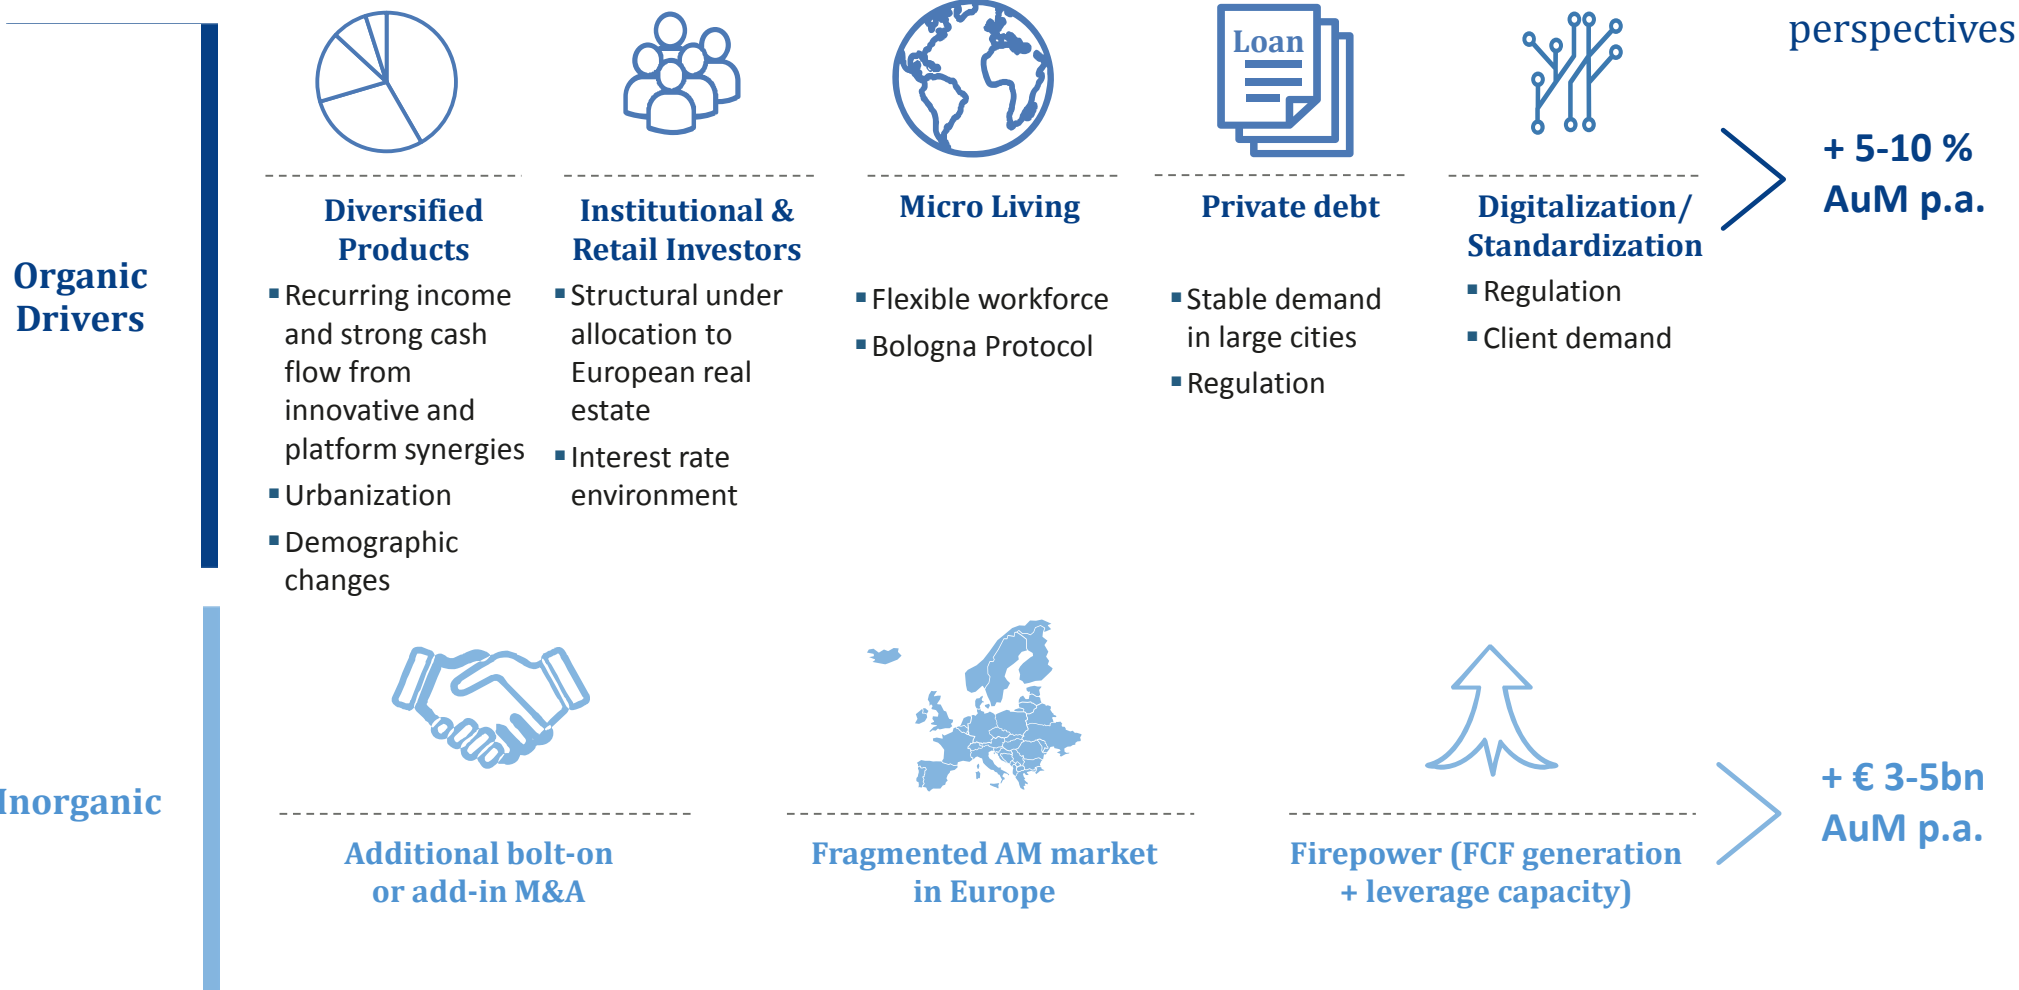 perspectives
Organic
Drivers
Loan
Diversified
Products
▪Recurring income
and strong cash
flow from
innovative and
platform synergies
▪Urbanization
▪Demographic
changes
Institutional &
Retail Investors
▪Structural under
allocation to
European real
estate
▪Interest rate
environment
Micro Living
▪Flexible workforce
▪Bologna Protocol
Private debt
▪Stable demand
in large cities
▪Regulation
Digitalization/
Standardization
▪Regulation
▪Client demand
+ 5-10 %
AuM p.a.
Inorganic
Additional bolt-on
or add-in M&A
Fragmented AM market
in Europe
Firepower (FCF generation
+ leverage capacity)
+ € 3-5bn
AuM p.a.